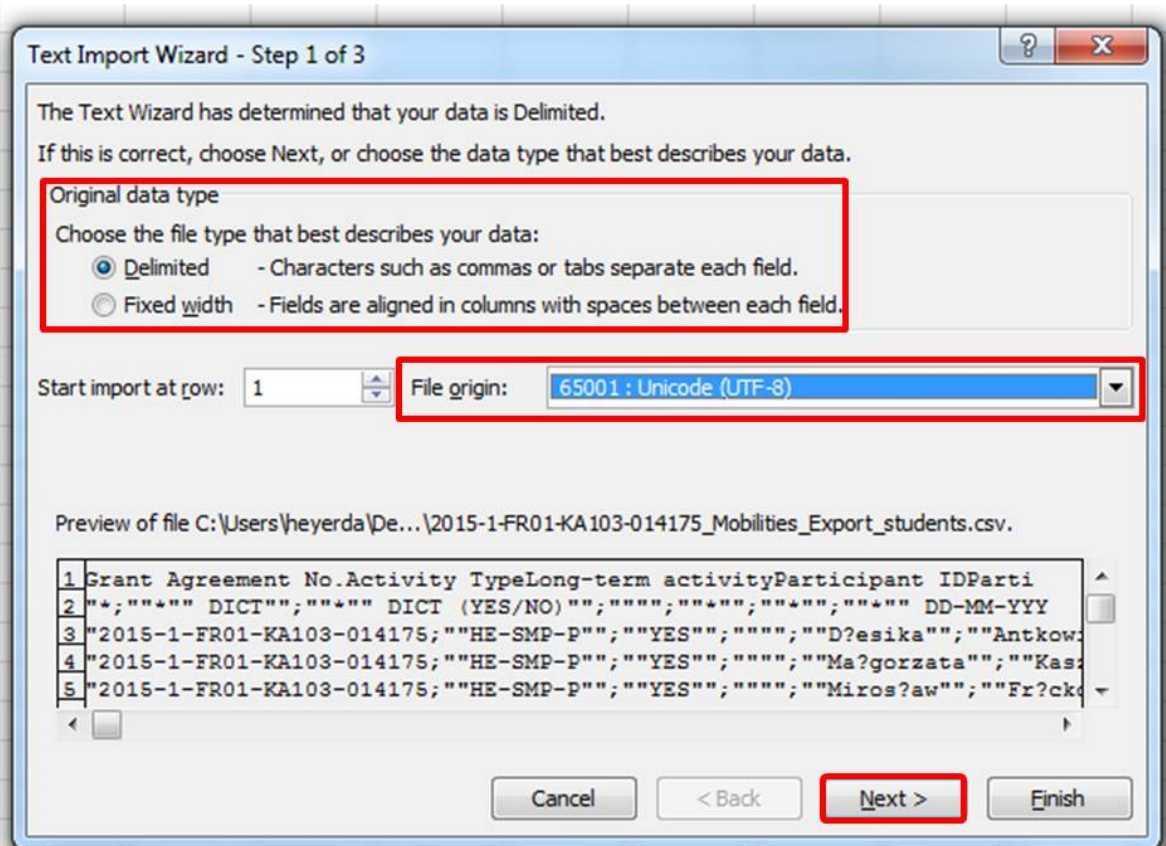 Text Import Wizard - Step 1 of 3
The Text Wizard has determined that your data is Delimited.
If this is correct, choose Next, or choose the data type that best describes your data.
Original data type
Choose the file type that best describes your data:
Delimited - Characters such as commas or tabs separate each field.
Fixed width - Fields are aligned in columns with spaces between each field.
Start import at row: 1 File origin: 65001 : Unicode (UTF-8)
Preview of file C:\Users\heyerda\De...\2015-1-FR01-KA103-014175_Mobilities_Export_students.csv.
1 Grant Agreement No.Activity TypeLong-term activityParticipant IDParti
2 "*;""*"" DICT"";""*"" DICT (YES/NO)"";"""";""*"";""*"";""*"" DD-MM-YYY
3 "2015-1-FR01-KA103-014175;""HE-SMP-P"";""YES"";"""";""D?esika"";""Antkow
4 "2015-1-FR01-KA103-014175;""HE-SMP-P"";""YES"";"""";""Ma?gorzata"";""Kas
5 "2015-1-FR01-KA103-014175;""HE-SMP-P"";""YES"";"""";""Miros?aw"";""Fr?ck
Cancel < Back Next > Finish